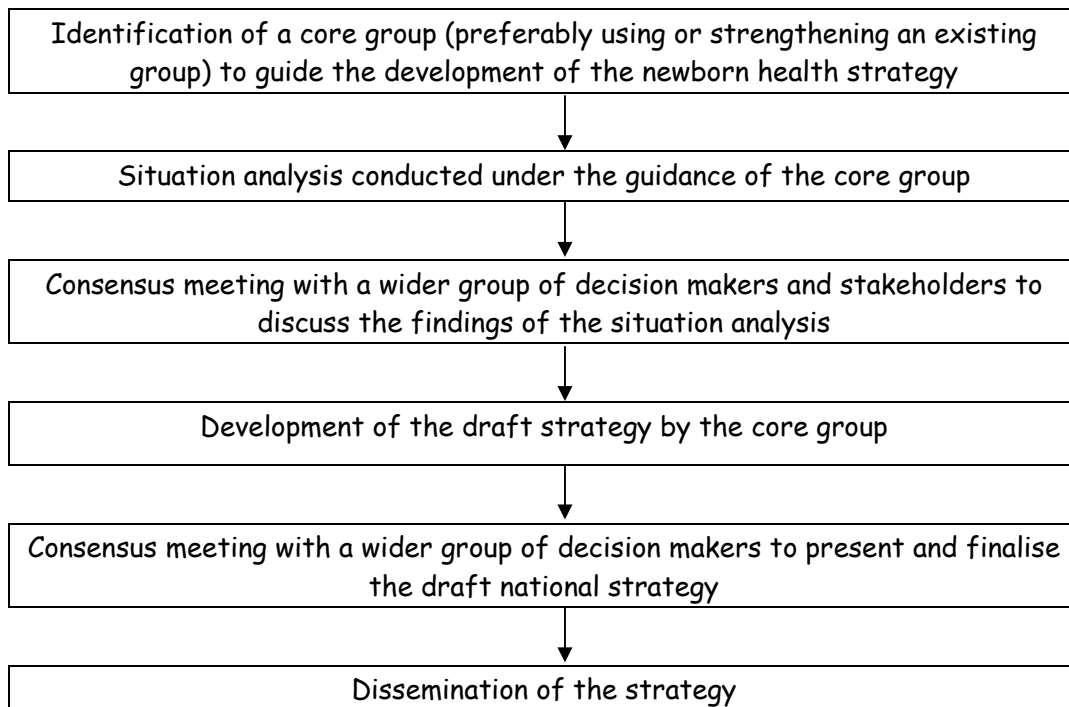 Identification of a core group (preferably using or strengthening an existing
group) to guide the development of the newborn health strategy
Situation analysis conducted under the guidance of the core group
Consensus meeting with a wider group of decision makers and stakeholders to
discuss the findings of the situation analysis
Development of the draft strategy by the core group
Consensus meeting with a wider group of decision makers to present and finalise
the draft national strategy
Dissemination of the strategy